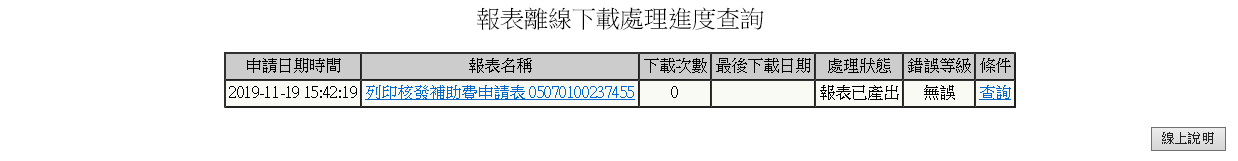 報表離線下載處理進度查詢
申請日期時間 報表名稱 下載次數 最後下載日期 處理狀態 錯誤等級 條件
2019-11-19 15:42:19 列印核發補助費申請表 05070100237455 0 報表已產出 無誤 查詢
線上說明